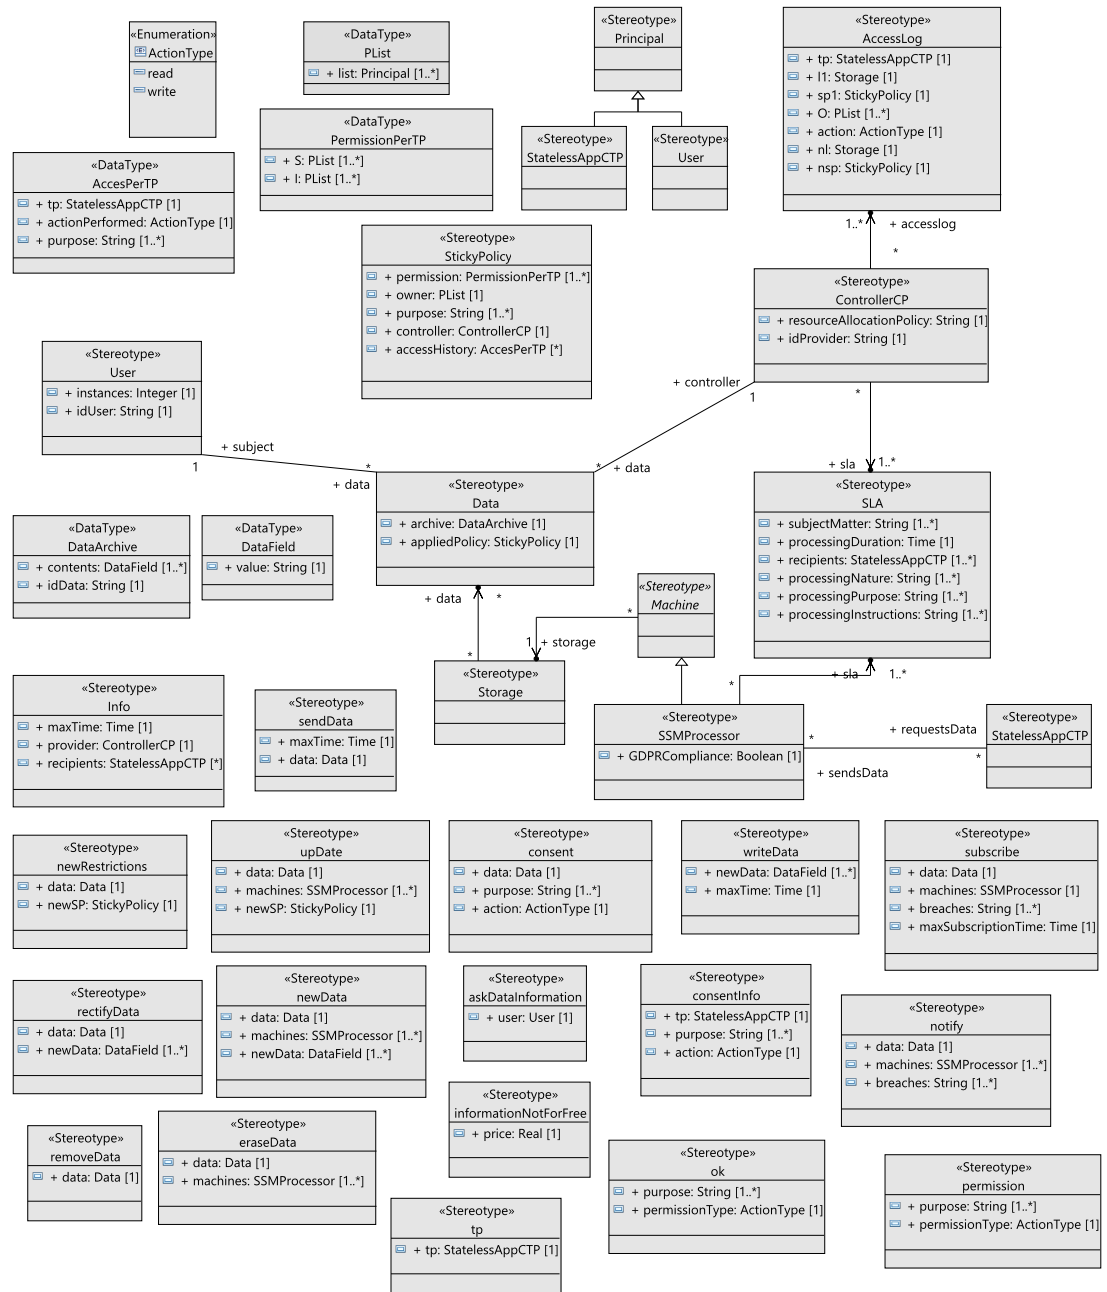 «Enumeration»
ActionType
read
write
«DataType»
PList
+ list: Principal [1..*]
«Stereotype»
Principal
«Stereotype»
AccessLog
+ tp: StatelessAppCTP [1]
+ l1: Storage [1]
+ sp1: StickyPolicy [1]
+ O: PList [1..*]
+ action: ActionType [1]
+ nl: Storage [1]
+ nsp: StickyPolicy [1]
«DataType»
PermissionPerTP
+ S: PList [1..*]
+ I: PList [1..*]
«Stereotype»
StatelessAppCTP
«Stereotype»
User
«DataType»
AccesPerTP
+ tp: StatelessAppCTP [1]
+ actionPerformed: ActionType [1]
+ purpose: String [1..*]
1..*
+ accesslog
*
«Stereotype»
StickyPolicy
+ permission: PermissionPerTP [1..*]
+ owner: PList [1]
+ purpose: String [1..*]
+ controller: ControllerCP [1]
+ accessHistory: AccesPerTP [*]
«Stereotype»
ControllerCP
+ resourceAllocationPolicy: String [1]
+ idProvider: String [1]
«Stereotype»
User
+ instances: Integer [1]
+ idUser: String [1]
+ controller
1
*
+ subject
1
*
+ data
*
+ data
+ sla
1..*
«Stereotype»
Data
+ archive: DataArchive [1]
+ appliedPolicy: StickyPolicy [1]
«Stereotype»
SLA
+ subjectMatter: String [1..*]
+ processingDuration: Time [1]
+ recipients: StatelessAppCTP [1..*]
+ processingNature: String [1..*]
+ processingPurpose: String [1..*]
+ processingInstructions: String [1..*]
«DataType»
DataArchive
+ contents: DataField [1..*]
+ idData: String [1]
«DataType»
DataField
+ value: String [1]
+ data
*
«Stereotype»
Machine
*
1
+ storage
*
«Stereotype»
Storage
+ sla
1..*
*
«Stereotype»
Info
+ maxTime: Time [1]
+ provider: ControllerCP [1]
+ recipients: StatelessAppCTP [*]
«Stereotype»
sendData
+ maxTime: Time [1]
+ data: Data [1]
«Stereotype»
SSMProcessor
+ GDPRCompliance: Boolean [1]
*
+ requestsData
*
+ sendsData
«Stereotype»
StatelessAppCTP
«Stereotype»
newRestrictions
+ data: Data [1]
+ newSP: StickyPolicy [1]
«Stereotype»
upDate
+ data: Data [1]
+ machines: SSMProcessor [1..*]
+ newSP: StickyPolicy [1]
«Stereotype»
consent
+ data: Data [1]
+ purpose: String [1..*]
+ action: ActionType [1]
«Stereotype»
writeData
+ newData: DataField [1..*]
+ maxTime: Time [1]
«Stereotype»
subscribe
+ data: Data [1]
+ machines: SSMProcessor [1]
+ breaches: String [1..*]
+ maxSubscriptionTime: Time [1]
«Stereotype»
rectifyData
+ data: Data [1]
+ newData: DataField [1..*]
«Stereotype»
newData
+ data: Data [1]
+ machines: SSMProcessor [1..*]
+ newData: DataField [1..*]
«Stereotype»
askDataInformation
+ user: User [1]
«Stereotype»
consentInfo
+ tp: StatelessAppCTP [1]
+ purpose: String [1..*]
+ action: ActionType [1]
«Stereotype»
notify
+ data: Data [1]
+ machines: SSMProcessor [1..*]
+ breaches: String [1..*]
«Stereotype»
removeData
+ data: Data [1]
«Stereotype»
eraseData
+ data: Data [1]
+ machines: SSMProcessor [1..*]
«Stereotype»
informationNotForFree
+ price: Real [1]
«Stereotype»
ok
+ purpose: String [1..*]
+ permissionType: ActionType [1]
«Stereotype»
permission
+ purpose: String [1..*]
+ permissionType: ActionType [1]
«Stereotype»
tp
+ tp: StatelessAppCTP [1]